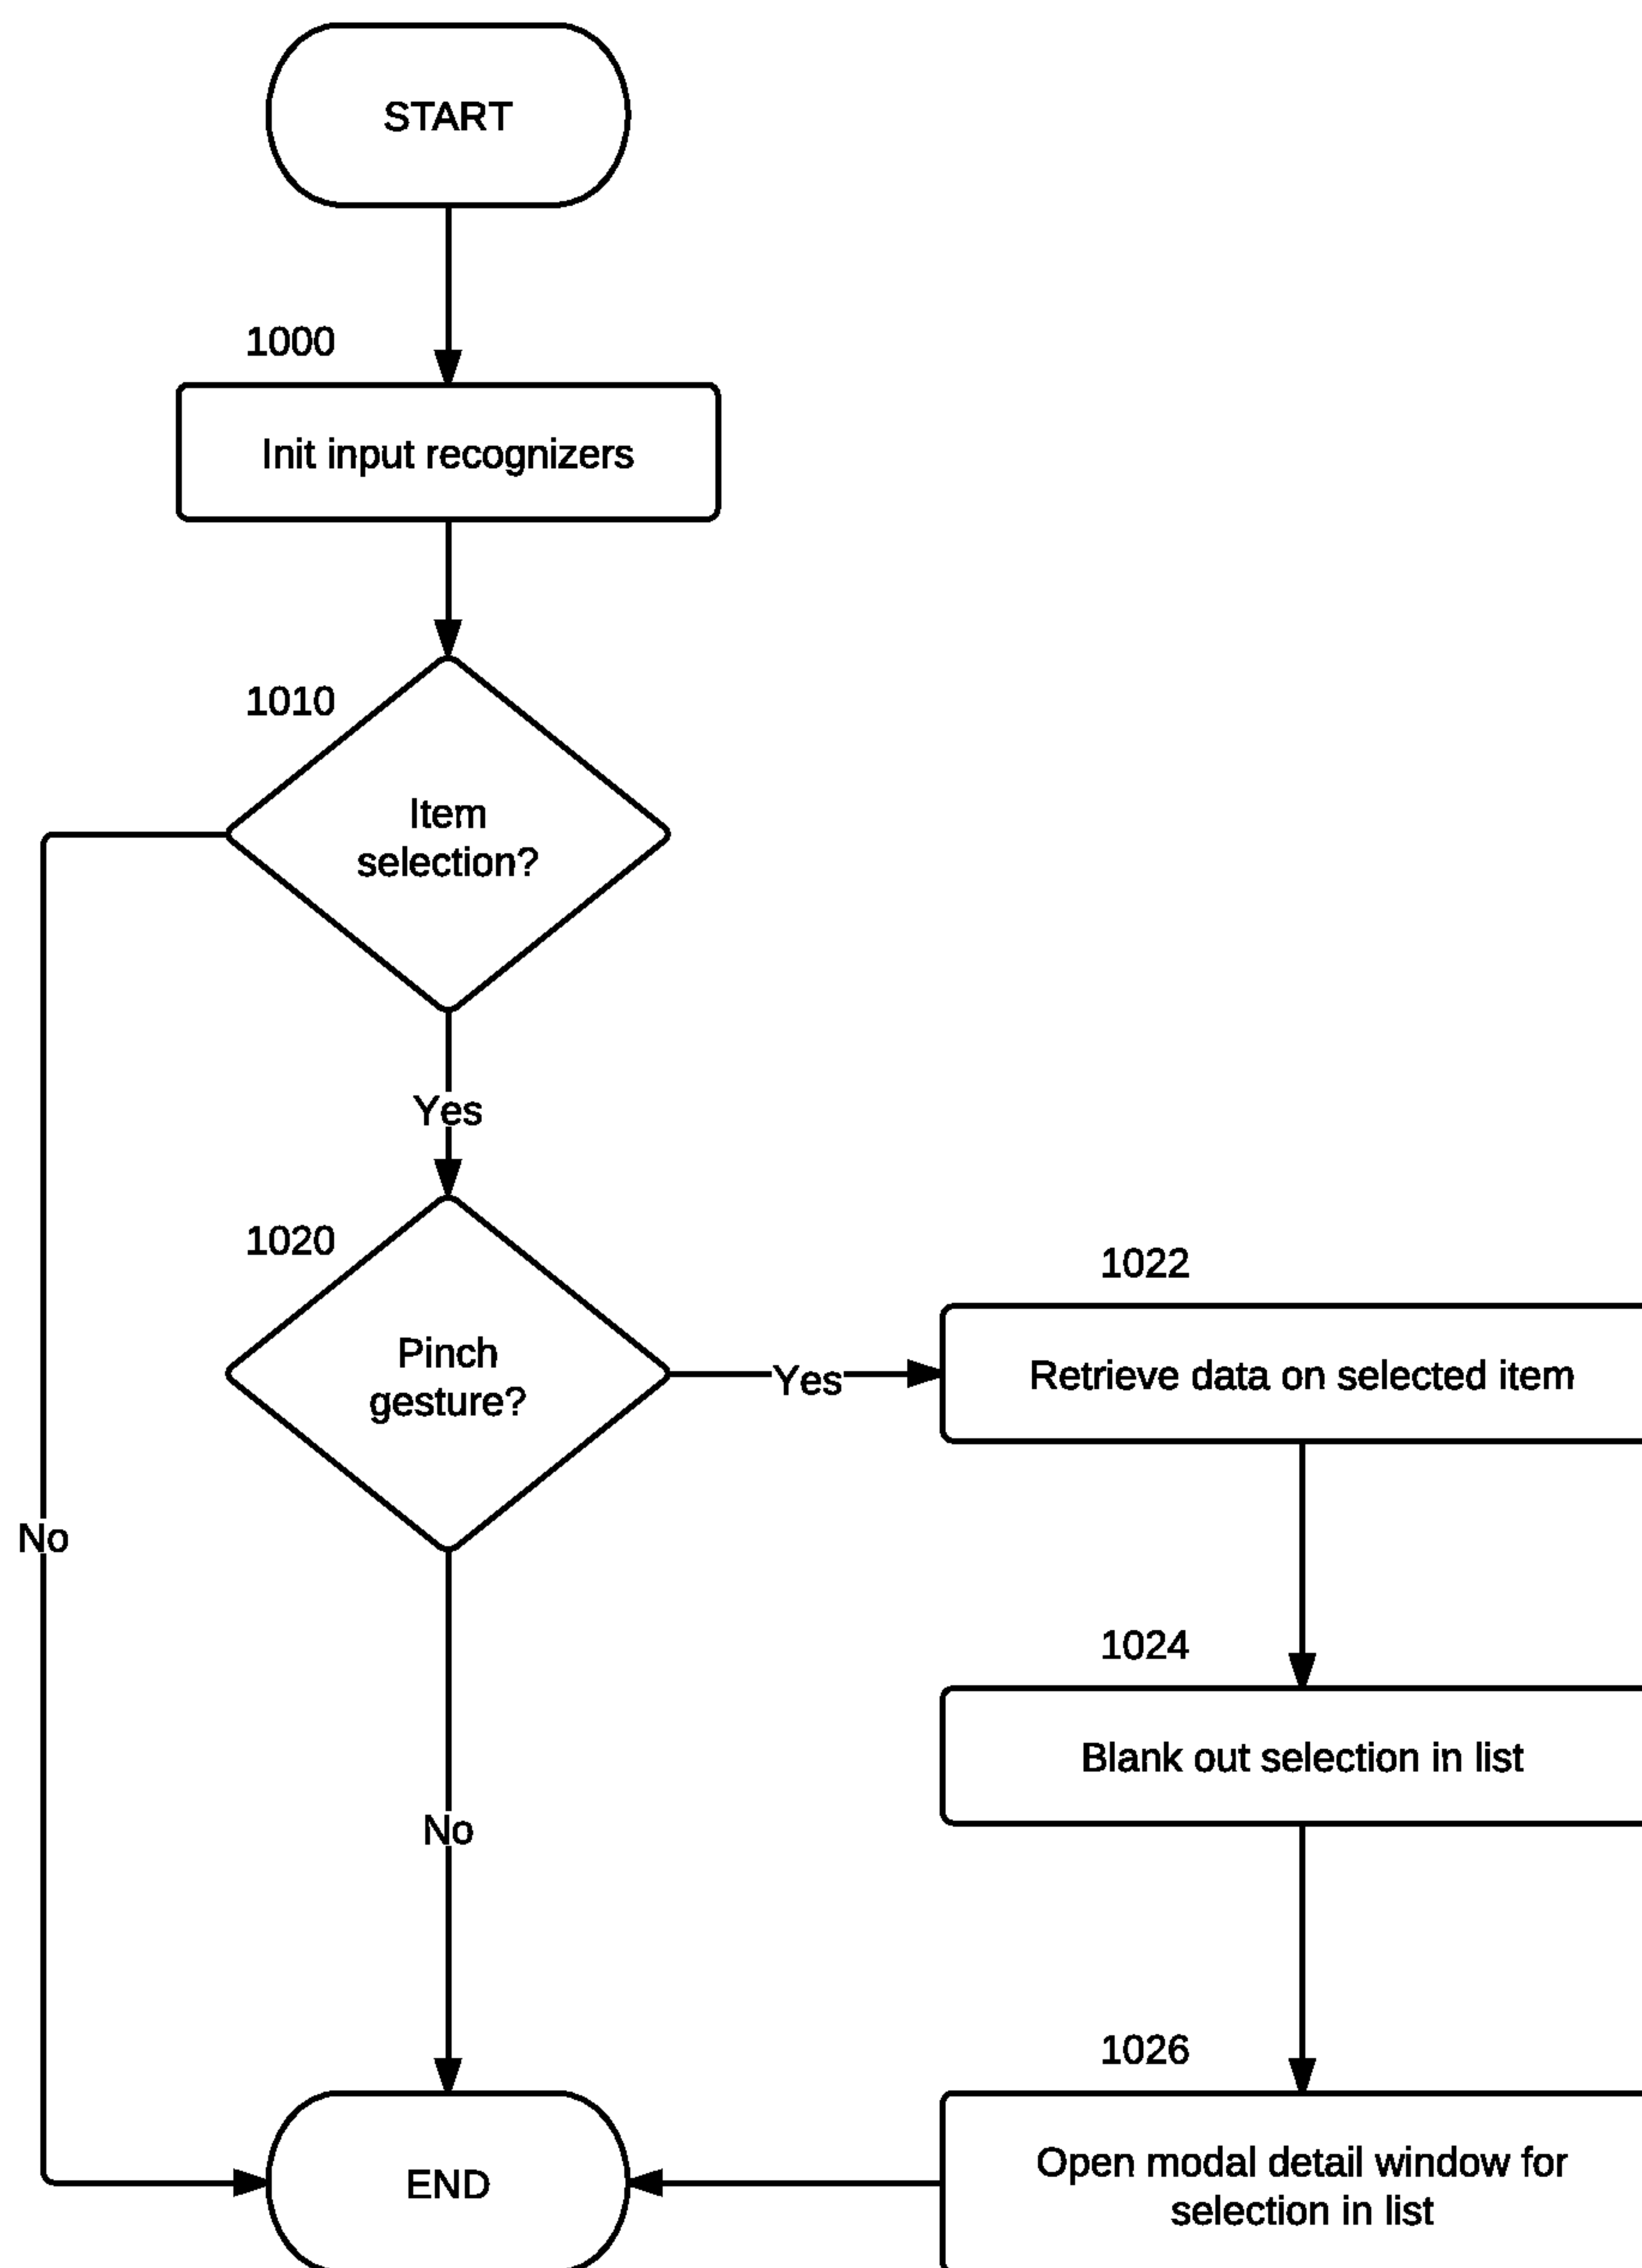 START
1000
Init input recognizers
1010
Item
selection?
Yes
1020
Pinch
gesture?
Yes
1022
Retrieve data on selected item
No
1024
Blank out selection in list
No
1026
END
Open modal detail window for
selection in list